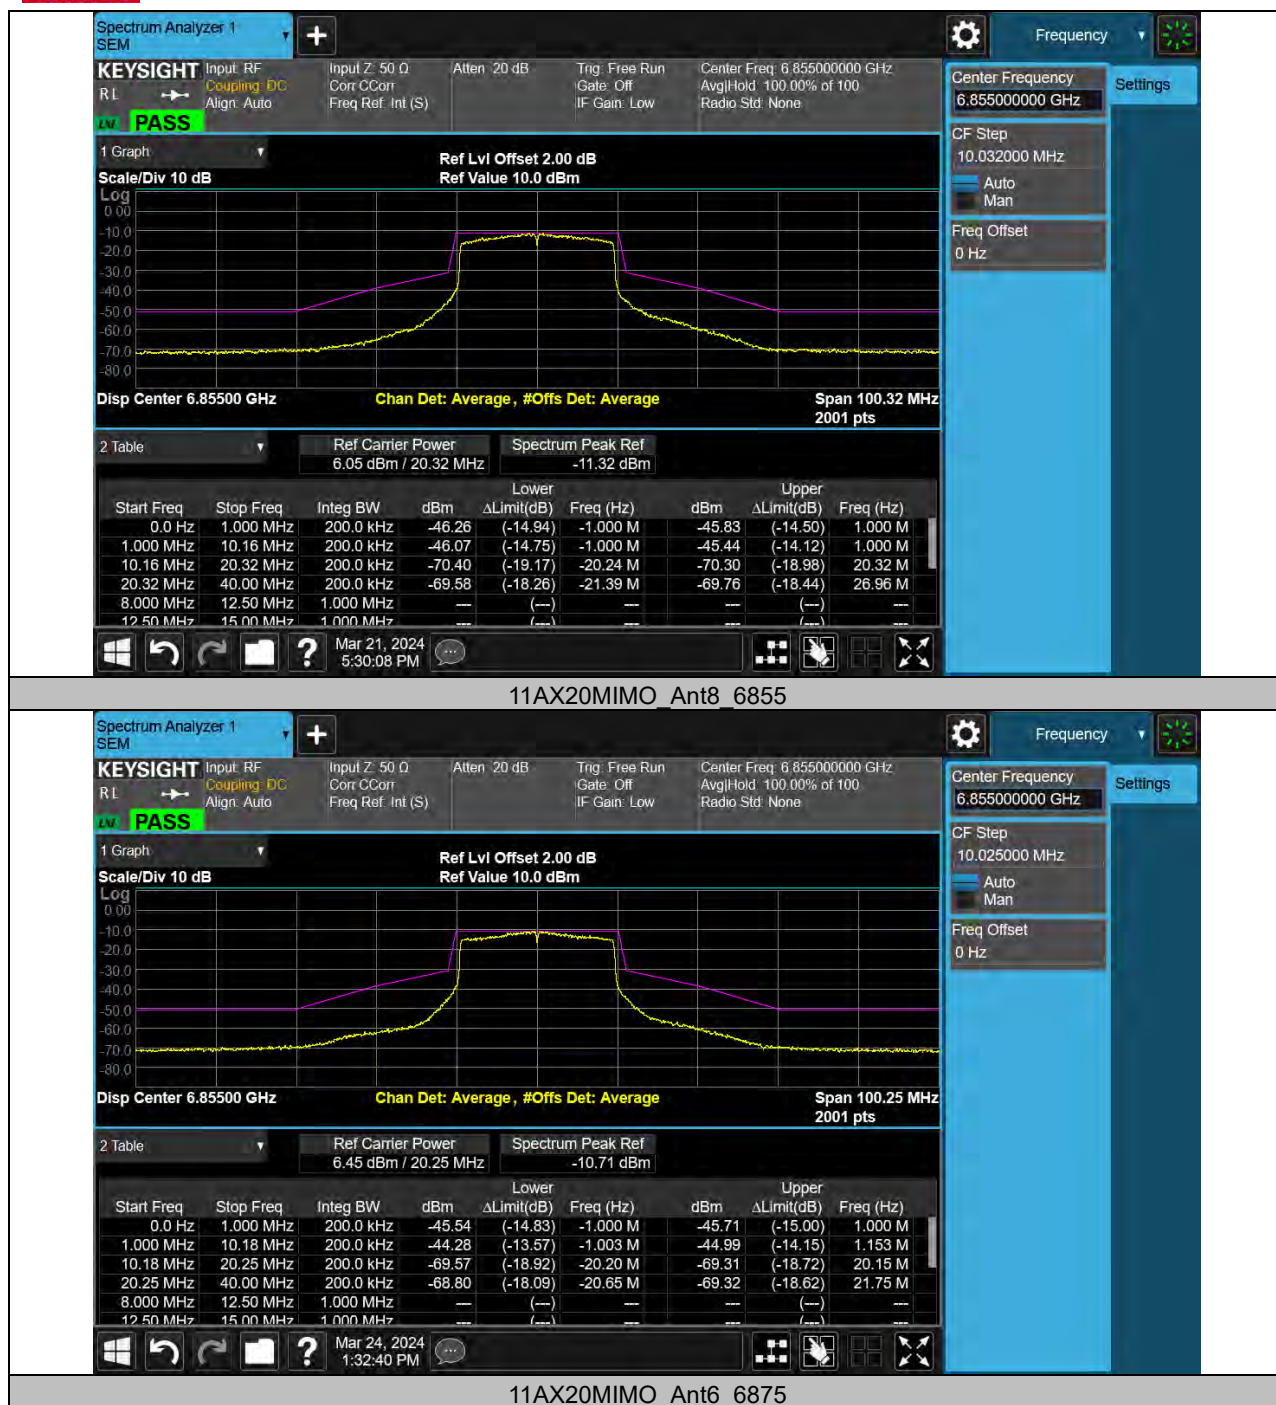 Spectrum Analyzer 1
SEM
Frequency
KEYSIGHT
Input: RF
Input Z: 50 Ω
Atten: 20 dB
Trig: Free Run
Center Freq: 6.855000000 GHz
R L
Coupling: DC
Corr CCorr
Gate: Off
Avg|Hold: 100.00% of 100
Align: Auto
Freq Ref: Int (S)
IF Gain: Low
Radio Std: None
LXI
PASS
Center Frequency
6.855000000 GHz
Settings
CF Step
10.032000 MHz
Auto
Man
Freq Offset
0 Hz
1 Graph
Ref Lvl Offset 2.00 dB
Scale/Div 10 dB
Ref Value 10.0 dBm
Log
0.00
-10.0
-20.0
-30.0
-40.0
-50.0
-60.0
-70.0
-80.0
Disp Center 6.85500 GHz
Chan Det: Average, #Offs Det: Average
Span 100.32 MHz
2001 pts
2 Table
Ref Carrier Power
Spectrum Peak Ref
6.05 dBm / 20.32 MHz
-11.32 dBm
Lower Upper
Start Freq Stop Freq Integ BW dBm ΔLimit(dB) Freq (Hz) dBm ΔLimit(dB) Freq (Hz)
0.0 Hz 1.000 MHz 200.0 kHz -46.26 (-14.94) -1.000 M -45.83 (-14.50) 1.000 M
1.000 MHz 10.16 MHz 200.0 kHz -46.07 (-14.75) -1.000 M -45.44 (-14.12) 1.000 M
10.16 MHz 20.32 MHz 200.0 kHz -70.40 (-19.17) -20.24 M -70.30 (-18.98) 20.32 M
20.32 MHz 40.00 MHz 200.0 kHz -69.58 (-18.26) -21.39 M -69.76 (-18.44) 26.96 M
8.000 MHz 12.50 MHz 1.000 MHz --- (---) --- --- (---) ---
12.50 MHz 15.00 MHz 1.000 MHz --- (---) --- --- (---) ---
Mar 21, 2024
5:30:08 PM
11AX20MIMO_Ant8_6855
Spectrum Analyzer 1
SEM
Frequency
KEYSIGHT
Input: RF
Input Z: 50 Ω
Atten: 20 dB
Trig: Free Run
Center Freq: 6.855000000 GHz
R L
Coupling: DC
Corr CCorr
Gate: Off
Avg|Hold: 100.00% of 100
Align: Auto
Freq Ref: Int (S)
IF Gain: Low
Radio Std: None
LXI
PASS
Center Frequency
6.855000000 GHz
Settings
CF Step
10.025000 MHz
Auto
Man
Freq Offset
0 Hz
1 Graph
Ref Lvl Offset 2.00 dB
Scale/Div 10 dB
Ref Value 10.0 dBm
Log
0.00
-10.0
-20.0
-30.0
-40.0
-50.0
-60.0
-70.0
-80.0
Disp Center 6.85500 GHz
Chan Det: Average, #Offs Det: Average
Span 100.25 MHz
2001 pts
2 Table
Ref Carrier Power
Spectrum Peak Ref
6.45 dBm / 20.25 MHz
-10.71 dBm
Lower Upper
Start Freq Stop Freq Integ BW dBm ΔLimit(dB) Freq (Hz) dBm ΔLimit(dB) Freq (Hz)
0.0 Hz 1.000 MHz 200.0 kHz -45.54 (-14.83) -1.000 M -45.71 (-15.00) 1.000 M
1.000 MHz 10.18 MHz 200.0 kHz -44.28 (-13.57) -1.003 M -44.99 (-14.15) 1.153 M
10.18 MHz 20.25 MHz 200.0 kHz -69.57 (-18.92) -20.20 M -69.31 (-18.72) 20.15 M
20.25 MHz 40.00 MHz 200.0 kHz -68.80 (-18.09) -20.65 M -69.32 (-18.62) 21.75 M
8.000 MHz 12.50 MHz 1.000 MHz --- (---) --- --- (---) ---
12.50 MHz 15.00 MHz 1.000 MHz --- (---) --- --- (---) ---
Mar 24, 2024
1:32:40 PM
11AX20MIMO_Ant6_6875